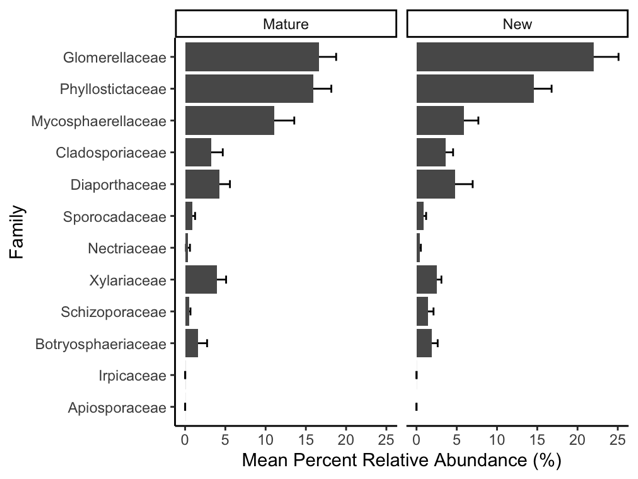 Mature New
Glomerellaceae
Phyllostictaceae
Mycosphaerellaceae
Cladosporiaceae
Diaporthaceae
Sporocadaceae
Nectriaceae
Xylariaceae
Schizoporaceae
Botryosphaeriaceae
Irpicaceae
Apiosporaceae
Family
0 5 10 15 20 25 0 5 10 15 20 25
Mean Percent Relative Abundance (%)